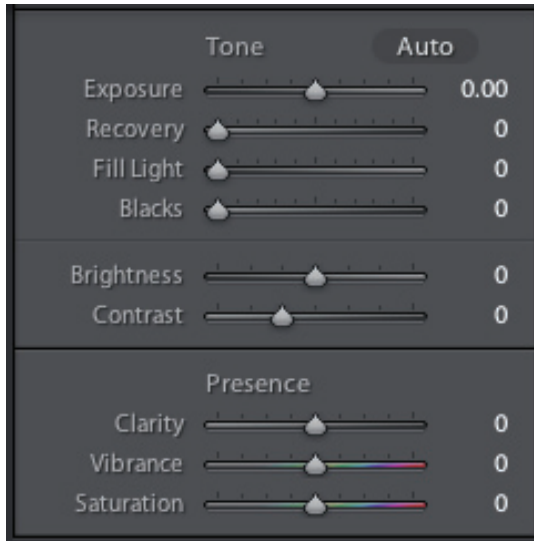 Tone Auto
Exposure 0.00
Recovery 0
Fill Light 0
Blacks 0
Brightness 0
Contrast 0
Presence
Clarity 0
Vibrance 0
Saturation 0